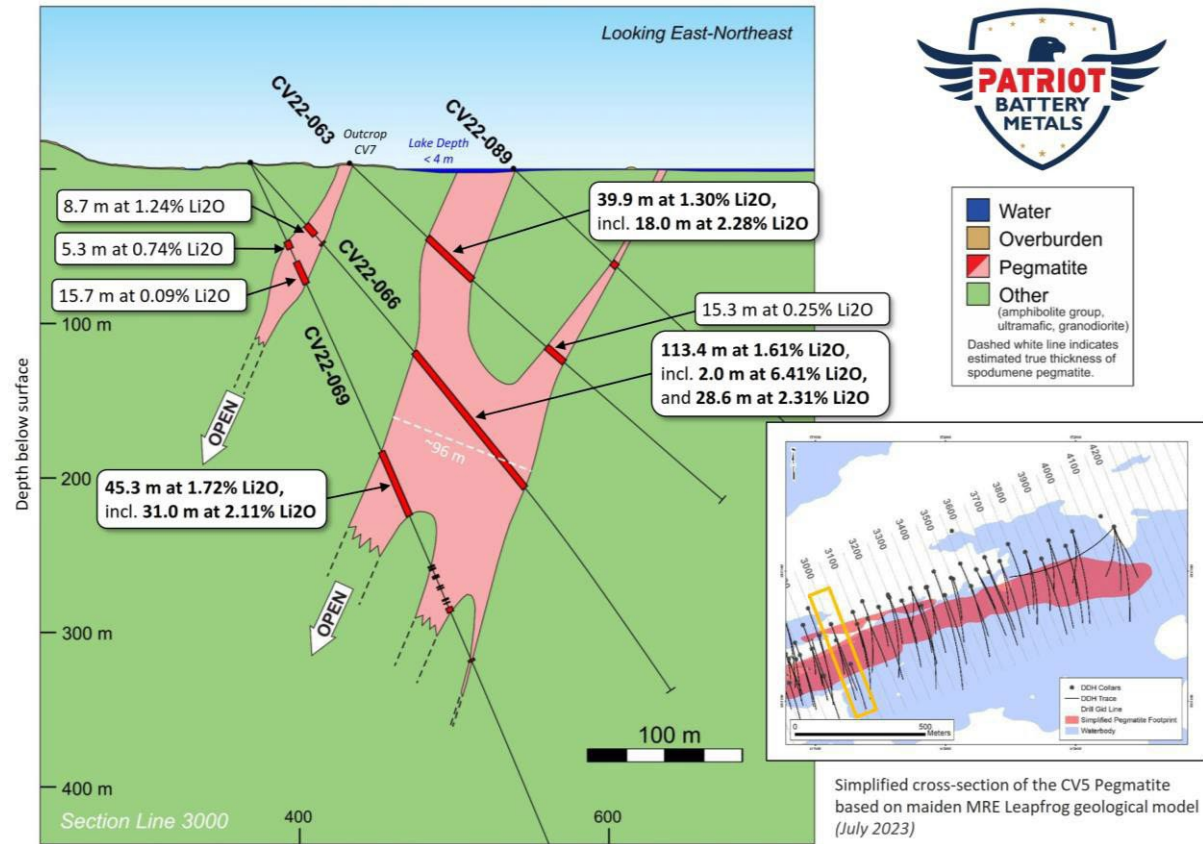 Looking East-Northeast
PATRIOT
BATTERY
METALS
CV22-063
Outcrop
CV7
Lake Depth
< 4 m
CV22-089
8.7 m at 1.24% Li2O
5.3 m at 0.74% Li2O
15.7 m at 0.09% Li2O
39.9 m at 1.30% Li2O,
incl. 18.0 m at 2.28% Li2O
CV22-066
CV22-069
15.3 m at 0.25% Li2O
113.4 m at 1.61% Li2O,
incl. 2.0 m at 6.41% Li2O,
and 28.6 m at 2.31% Li2O
~96 m
45.3 m at 1.72% Li2O,
incl. 31.0 m at 2.11% Li2O
OPEN
OPEN
Depth below surface
100 m
200 m
300 m
400 m
100 m
Section Line 3000
400
600
Water
Overburden
Pegmatite
Other
(amphibolite group,
ultramafic, granodiorite)
Dashed white line indicates
estimated true thickness of
spodumene pegmatite.
3000
3100
3200
3300
3400
3500
3600
3700
3800
3900
4000
4100
4200
DDH Collars
DDH Trace
Drill Gid Line
Simplified Pegmatite Footprint
Waterbody
0
500
Meters
Simplified cross-section of the CV5 Pegmatite
based on maiden MRE Leapfrog geological model
(July 2023)